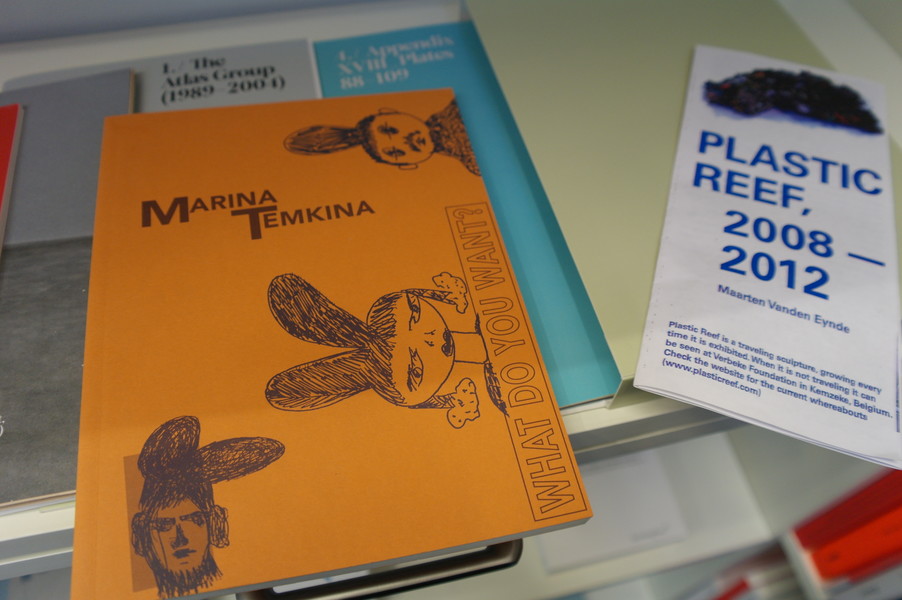 1 / The
Atlas Group
(1989–2004)
1 / Appendix
XVIII Plates
88–109
MARINA
TEMKINA
WHAT DO YOU WANT?
PLASTIC
REEF,
2008 —
2012
Maarten Vanden Eynde
Plastic Reef is a traveling sculpture, growing every
time it is exhibited. When it is not traveling it can
be seen at Verbeke Foundation in Kemzeke, Belgium.
Check the website for the current whereabouts
(www.plasticreef.com)